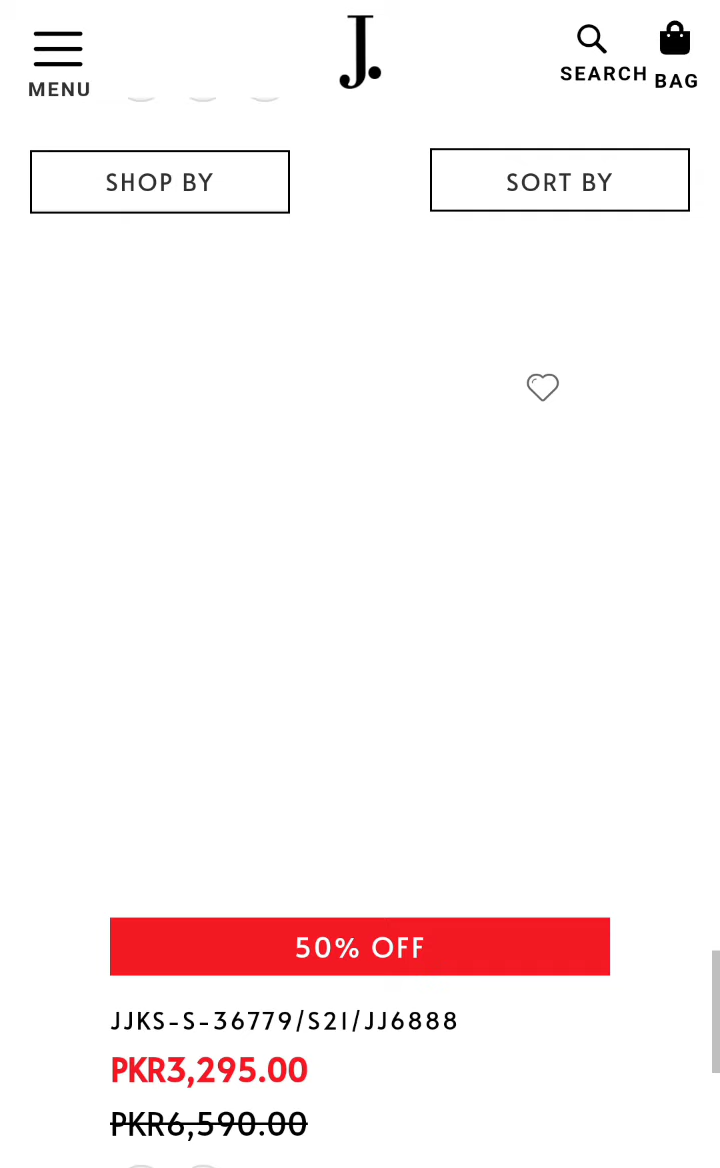 J.
MENU
SEARCH
BAG
SHOP BY
SORT BY
50% OFF
JJKS-S-36779/S21/JJ6888
PKR3,295.00
PKR6,590.00